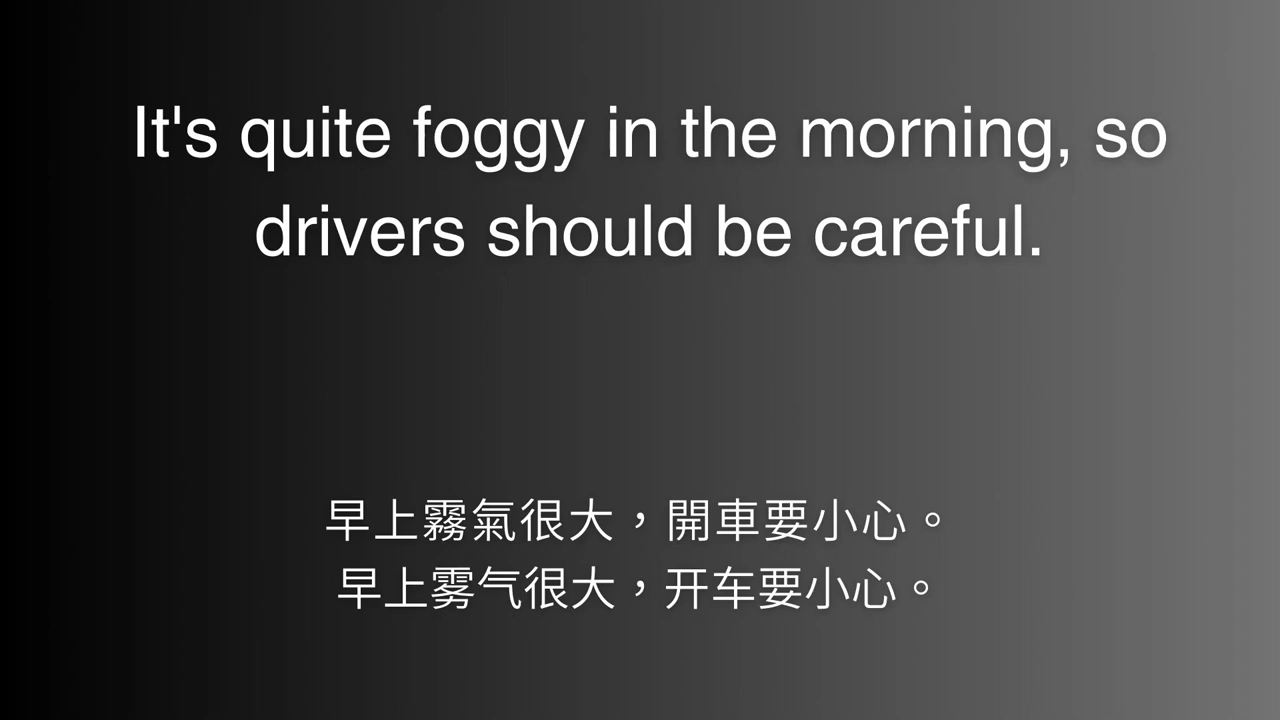 It's quite foggy in the morning, so
drivers should be careful.
早上霧氣很大，開車要小心。
早上雾气很大，开车要小心。